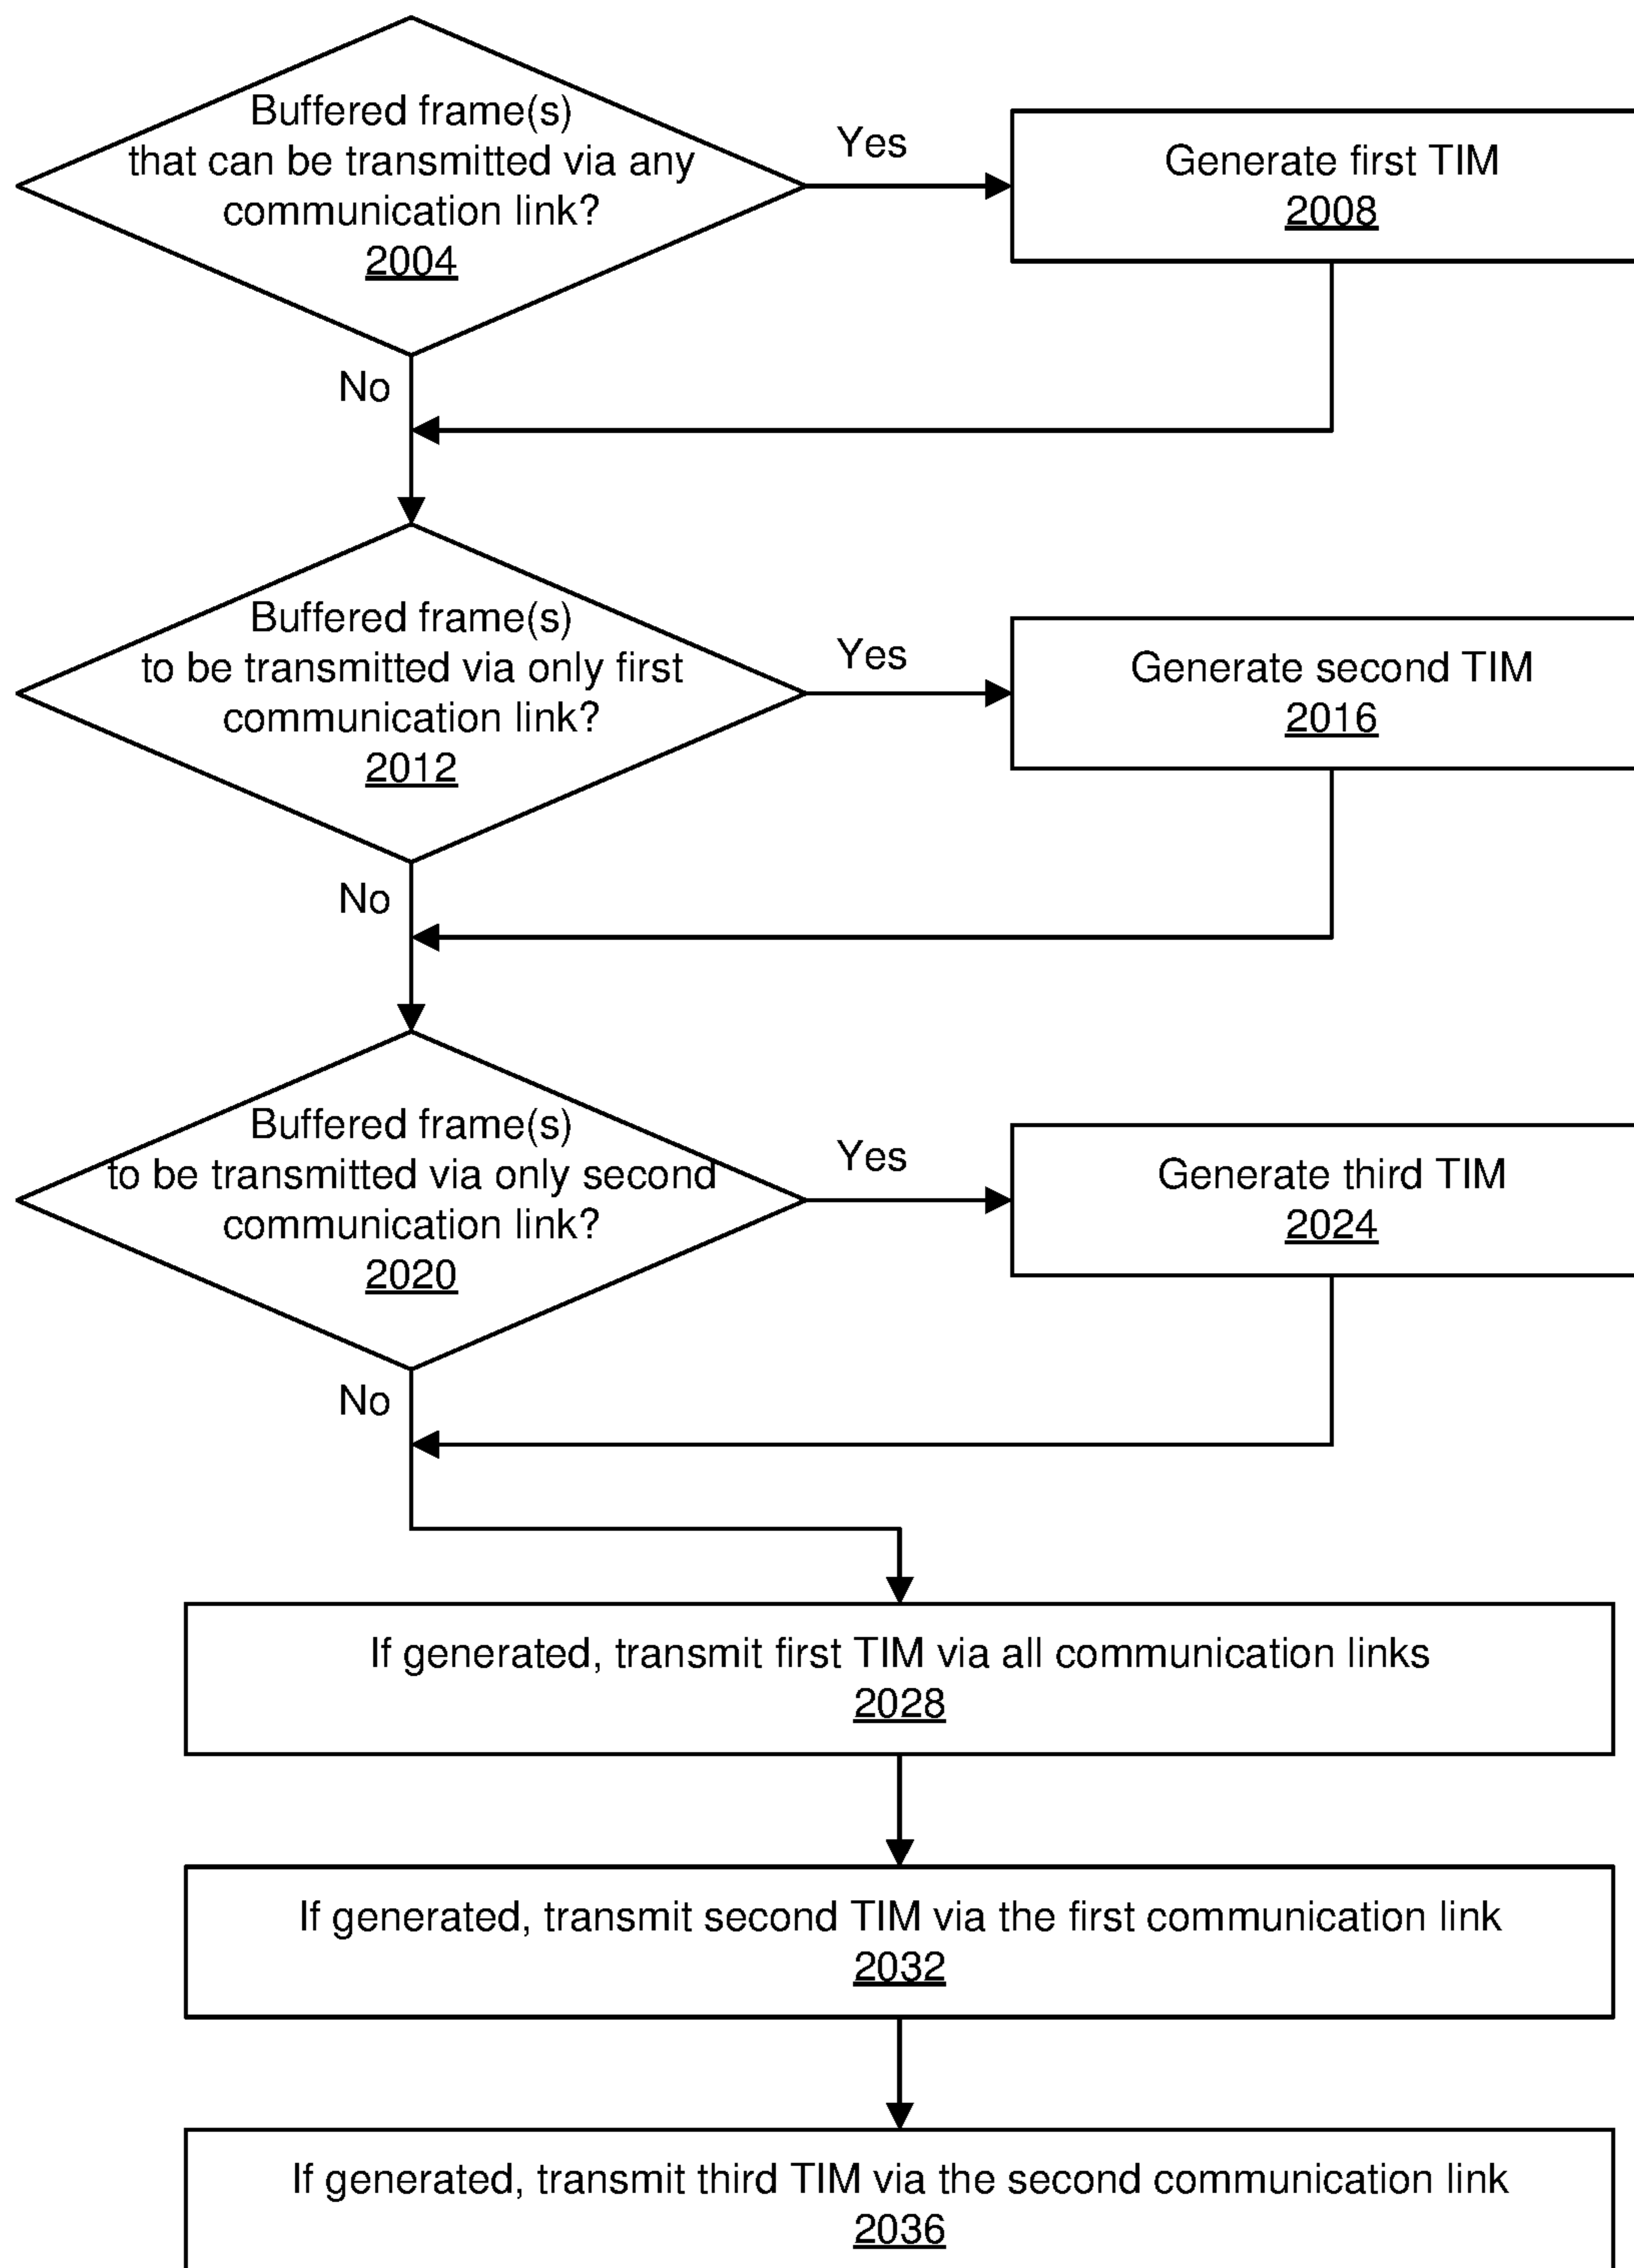 Buffered frame(s)
that can be transmitted via any
communication link?
2004
Yes
Generate first TIM
2008
No
Buffered frame(s)
to be transmitted via only first
communication link?
2012
Yes
Generate second TIM
2016
No
Buffered frame(s)
to be transmitted via only second
communication link?
2020
Yes
Generate third TIM
2024
No
If generated, transmit first TIM via all communication links
2028
If generated, transmit second TIM via the first communication link
2032
If generated, transmit third TIM via the second communication link
2036